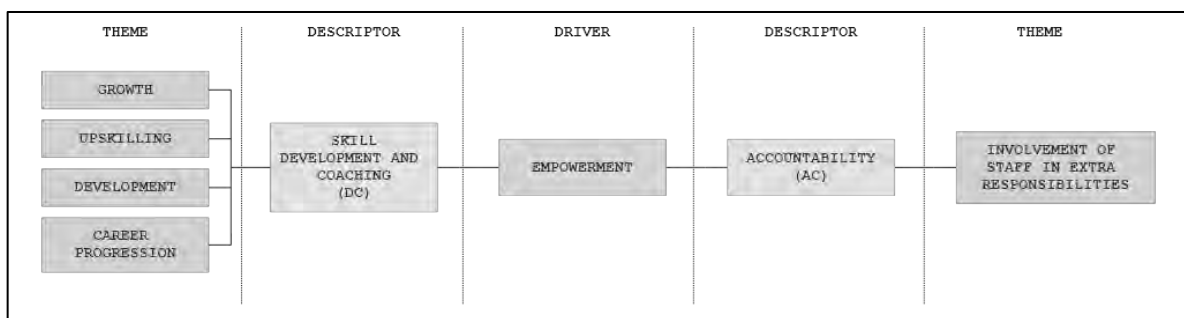 THEME
DESCRIPTOR
DRIVER
DESCRIPTOR
THEME
GROWTH
UPSKILLING
DEVELOPMENT
CAREER
PROGRESSION
SKILL
DEVELOPMENT AND
COACHING
(DC)
EMPOWERMENT
ACCOUNTABILITY
(AC)
INVOLVEMENT OF
STAFF IN EXTRA
RESPONSIBILITIES